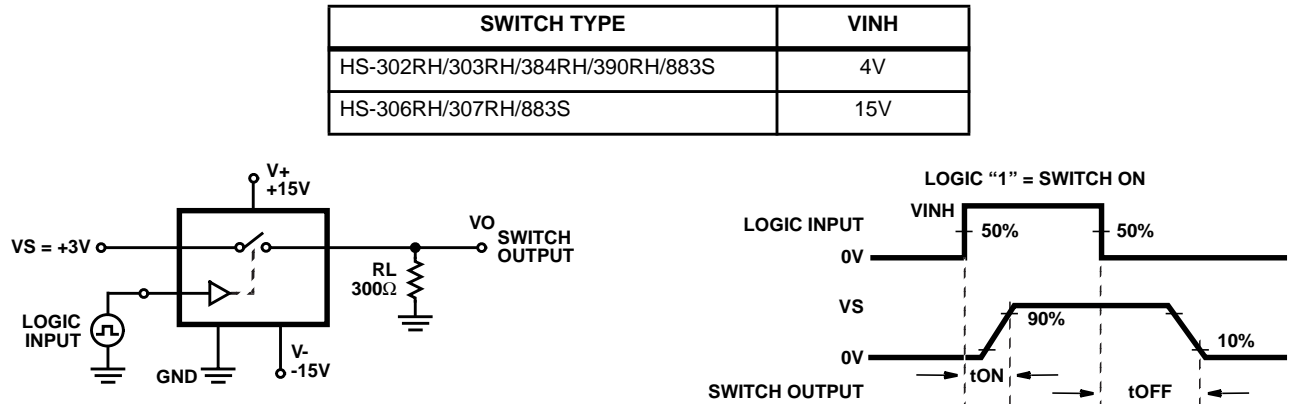 SWITCH TYPE VINH
HS-302RH/303RH/384RH/390RH/883S 4V
HS-306RH/307RH/883S 15V
V+
+15V
VS = +3V
VO
SWITCH
OUTPUT
RL
300Ω
LOGIC
INPUT
GND
V-
-15V
LOGIC “1” = SWITCH ON
VINH
LOGIC INPUT
50% 50%
0V
VS
90%
10%
0V
tON
tOFF
SWITCH OUTPUT